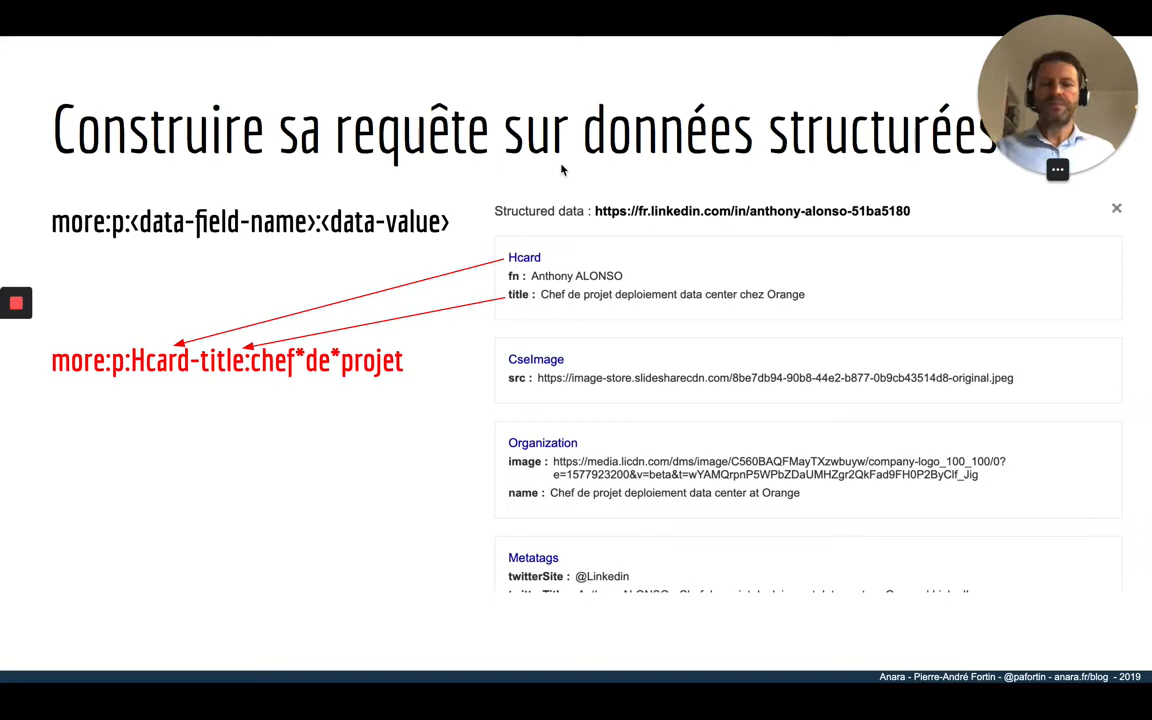 Construire sa requête sur données structurées
more:p:<data-field-name>:<data-value>
more:p:Hcard-title:chef*de*projet
Structured data : https://fr.linkedin.com/in/anthony-alonso-51ba5180
Hcard
fn : Anthony ALONSO
title : Chef de projet deploiement data center chez Orange
CseImage
src : https://image-store.slidesharecdn.com/8be7db94-90b8-44e2-b877-0b9cb43514d8-original.jpeg
Organization
image : https://media.licdn.com/dms/image/C560BAQFMayTXzwbuyw/company-logo_100_100/0?
e=1577923200&v=beta&t=wYAMQrpnP5WPbZDaUMHZgr2QkFad9FH0P2ByClf_Jig
name : Chef de projet deploiement data center at Orange
Metatags
twitterSite : @Linkedin
Anara - Pierre-André Fortin - @pafortin - anara.fr/blog - 2019